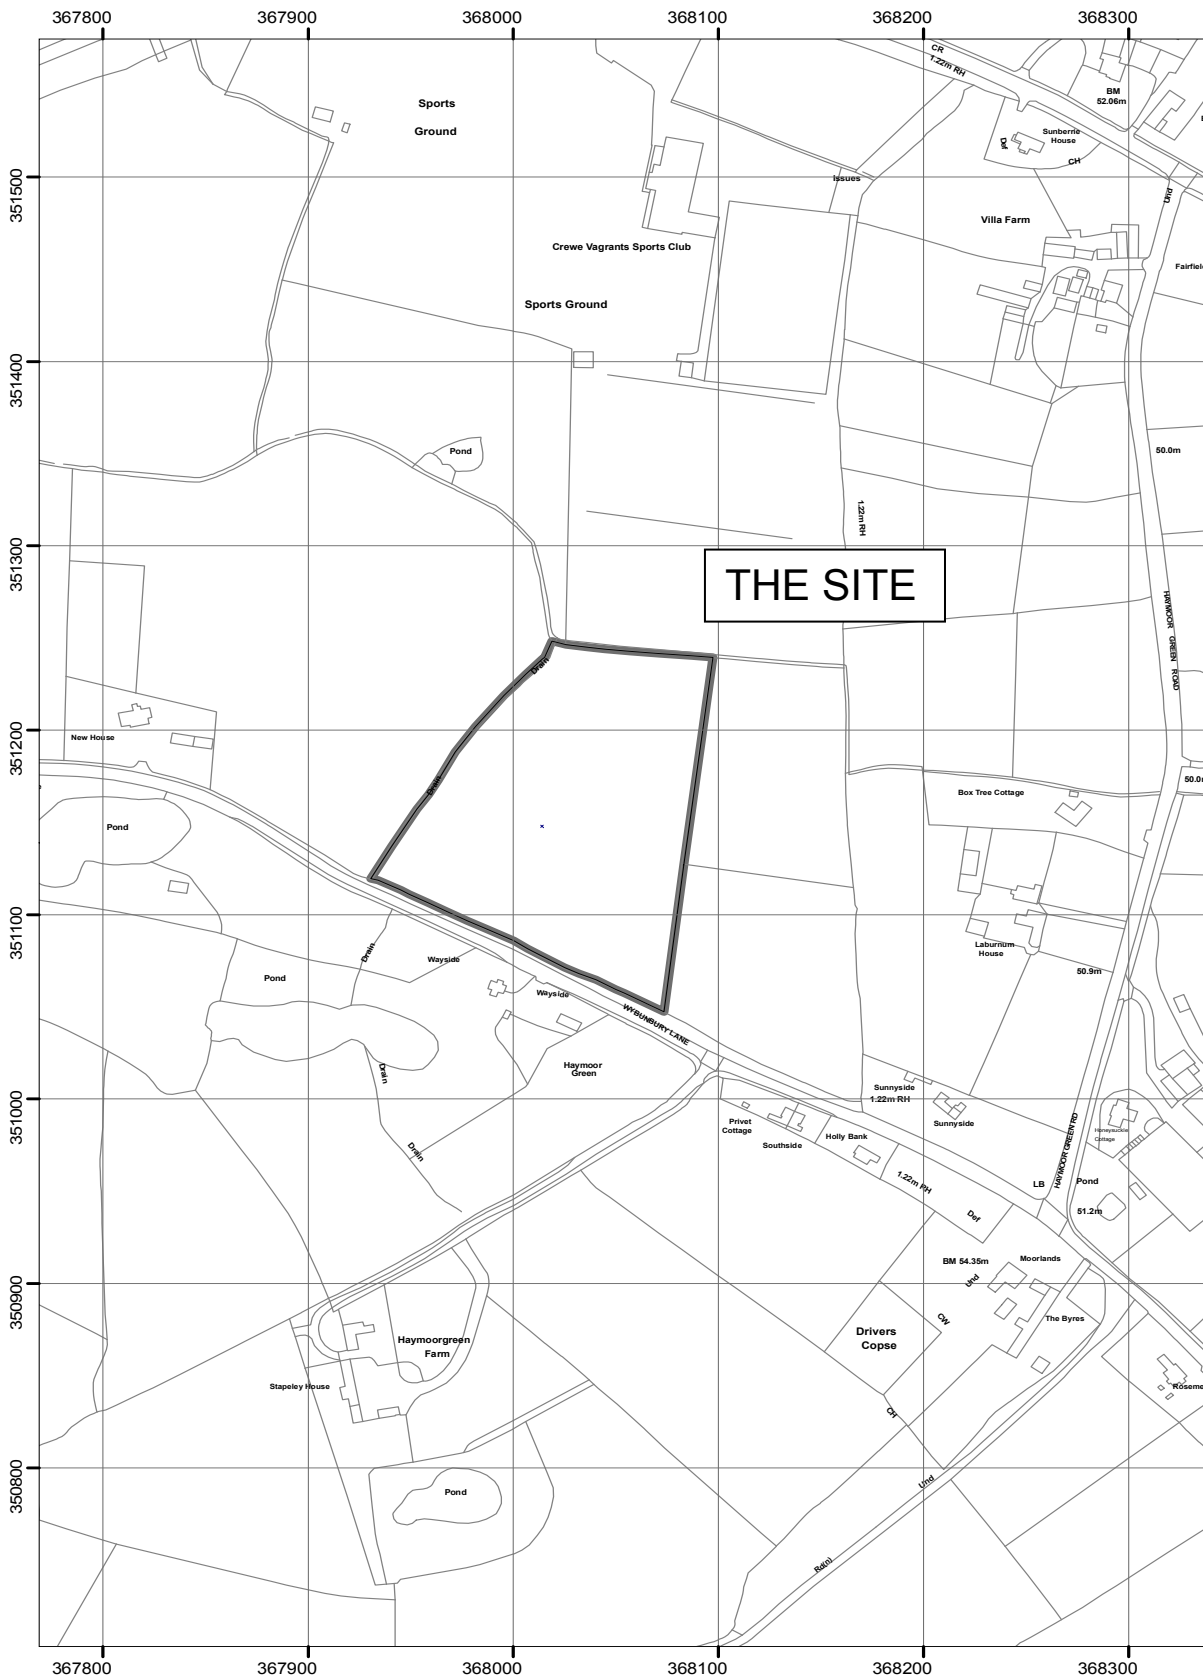 367800
367900
368000
368100
368200
368300
CR
1.22m RH
BM
52.06m
Sports
Ground
Sunberrie
House
Def
CH
351500
Issues
Und
Villa Farm
Crewe Vagrants Sports Club
Fairfiel
Sports Ground
351400
Pond
50.0m
1.22m RH
351300
THE SITE
HAYMOOR GREEN ROAD
Drain
351200
New House
50.0m
Drain
Box Tree Cottage
Pond
351100
Drain
Wayside
Laburnum
House
Pond
50.9m
Wayside
WYBUNBURY LANE
Haymoor
Green
Drain
Sunnyside
1.22m RH
351000
Privet
Cottage
Sunnyside
Southside
Holly Bank
HAYMOOR GREEN RD
Honeysuckle
Cottage
Drain
1.22m PH
LB
Pond
51.2m
Def
BM 54.35m
Moorlands
Und
350900
CW
The Byres
Haymoorgreen
Farm
Drivers
Copse
Stapeley House
Roseme
CH
350800
Pond
Und
Rd(n)
367800
367900
368000
368100
368200
368300